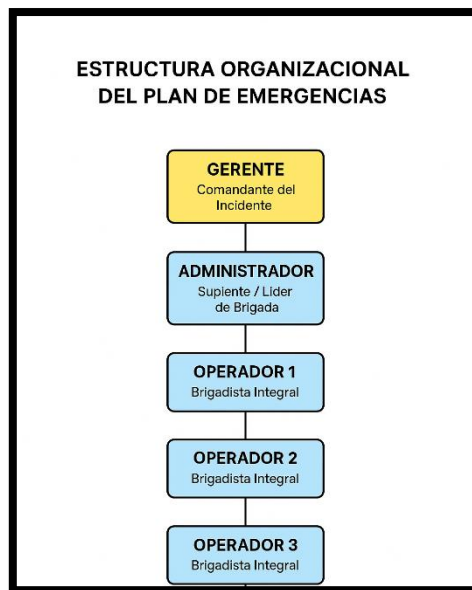 ESTRUCTURA ORGANIZACIONAL
DEL PLAN DE EMERGENCIAS
GERENTE
Comandante del
Incidente
ADMINISTRADOR
Suplente / Líder
de Brigada
OPERADOR 1
Brigadista Integral
OPERADOR 2
Brigadista Integral
OPERADOR 3
Brigadista Integral